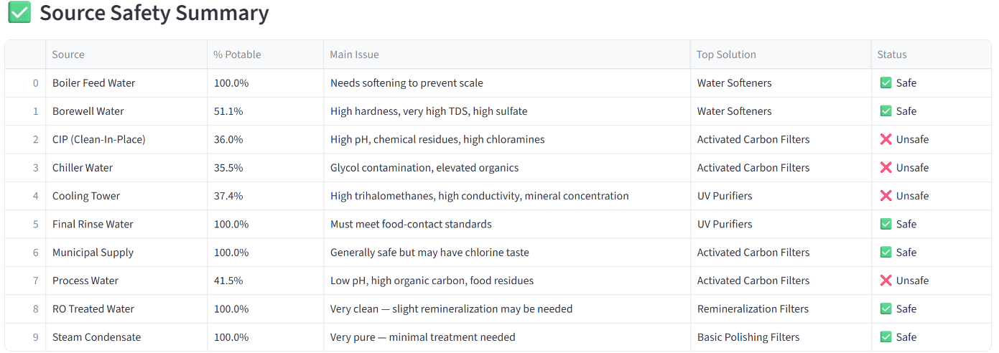 ✅ Source Safety Summary
Source % Potable Main Issue Top Solution Status
0 Boiler Feed Water 100.0% Needs softening to prevent scale Water Softeners ✅ Safe
1 Borewell Water 51.1% High hardness, very high TDS, high sulfate Water Softeners ✅ Safe
2 CIP (Clean-In-Place) 36.0% High pH, chemical residues, high chloramines Activated Carbon Filters ❌ Unsafe
3 Chiller Water 35.5% Glycol contamination, elevated organics Activated Carbon Filters ❌ Unsafe
4 Cooling Tower 37.4% High trihalomethanes, high conductivity, mineral concentration UV Purifiers ❌ Unsafe
5 Final Rinse Water 100.0% Must meet food-contact standards UV Purifiers ✅ Safe
6 Municipal Supply 100.0% Generally safe but may have chlorine taste Activated Carbon Filters ✅ Safe
7 Process Water 41.5% Low pH, high organic carbon, food residues Activated Carbon Filters ❌ Unsafe
8 RO Treated Water 100.0% Very clean — slight remineralization may be needed Remineralization Filters ✅ Safe
9 Steam Condensate 100.0% Very pure — minimal treatment needed Basic Polishing Filters ✅ Safe